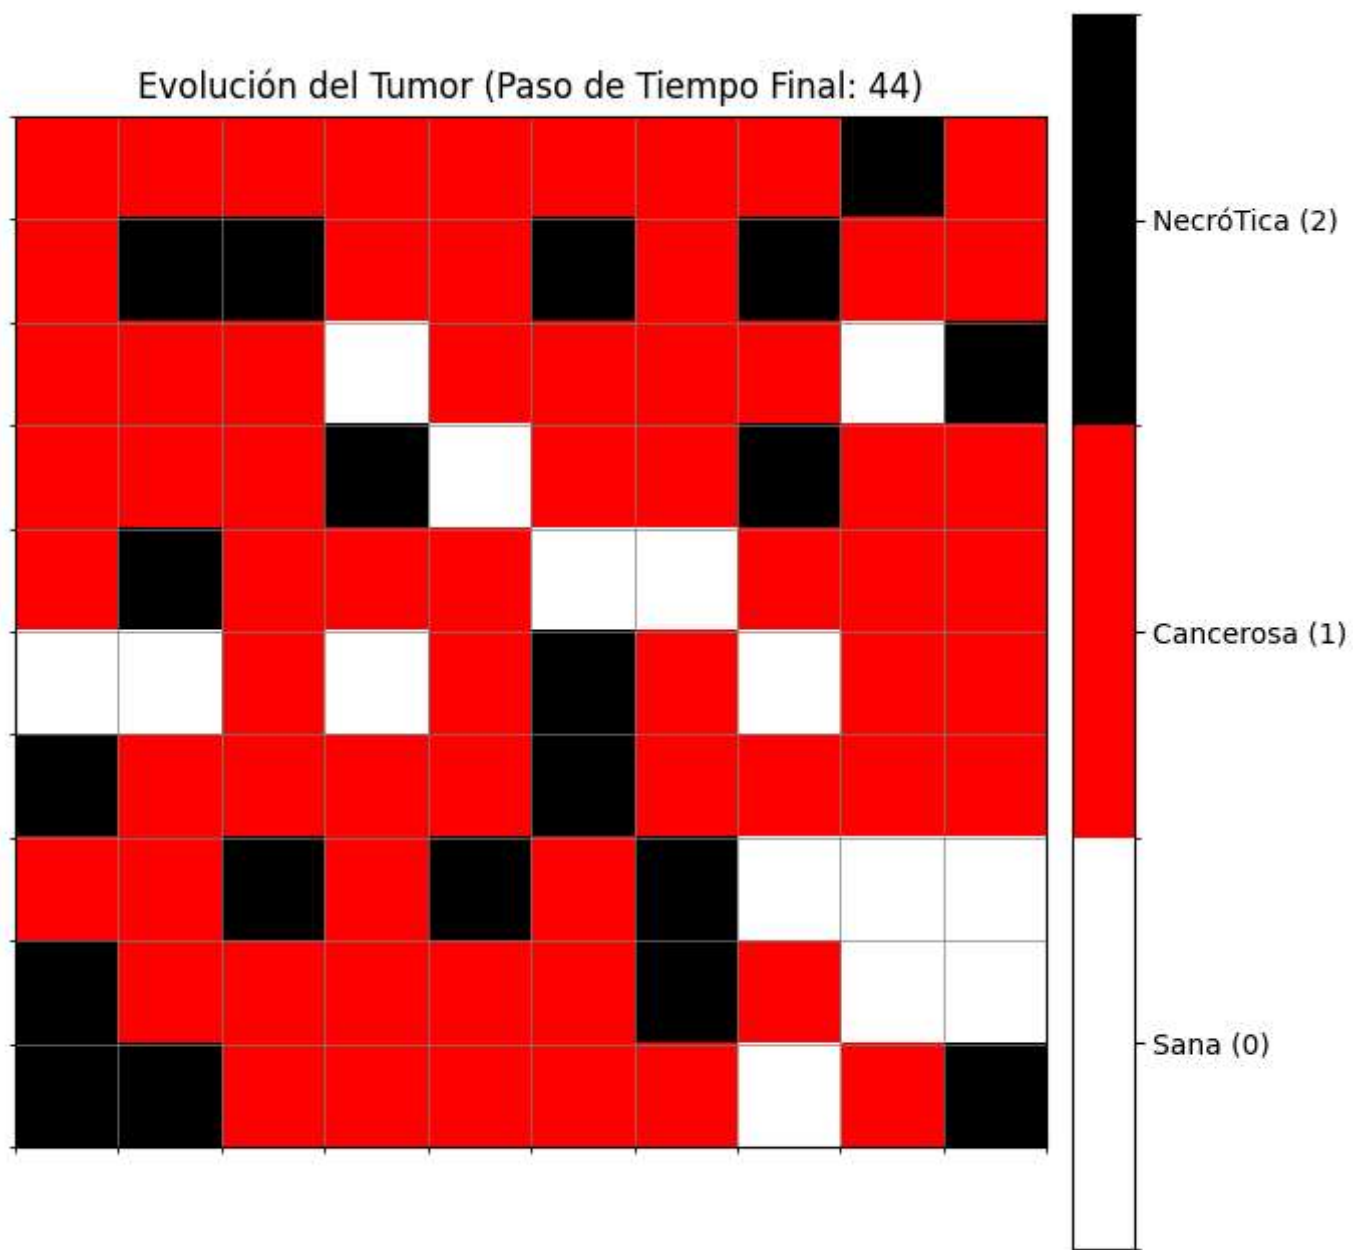 Evolución del Tumor (Paso de Tiempo Final: 44)
NecróTica (2)
Cancerosa (1)
Sana (0)